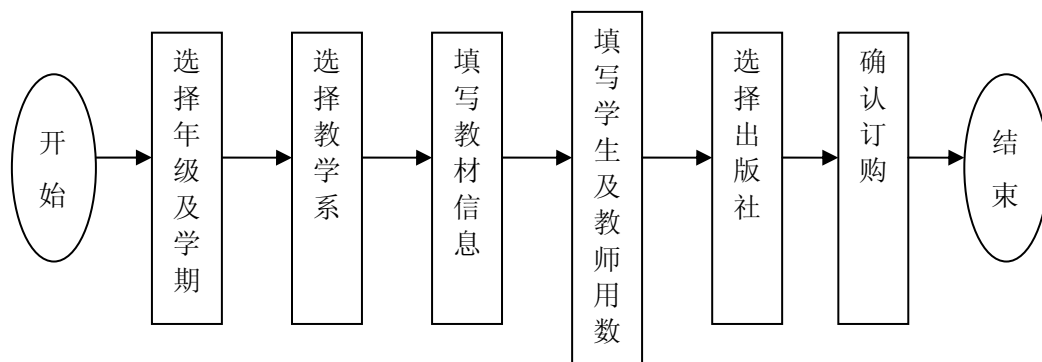 开始
选择年级及学期
选择教学系
填写教材信息
填写学生及教师用数
选择出版社
确认订购
结束